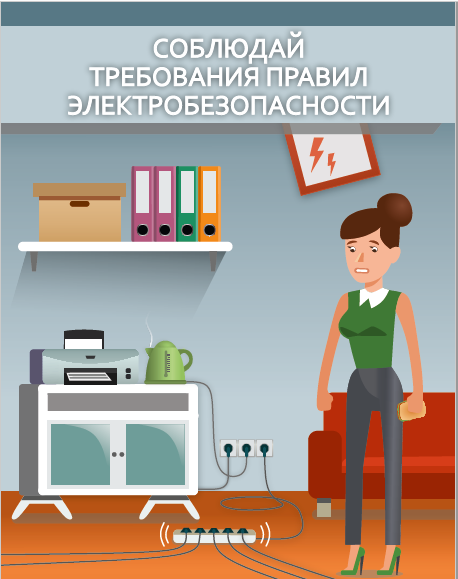 СОБЛЮДАЙ
ТРЕБОВАНИЯ ПРАВИЛ
ЭЛЕКТРОБЕЗОПАСНОСТИ